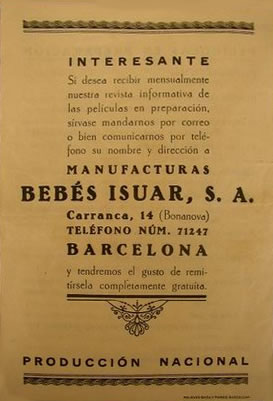 INTERESANTE
Si desea recibir mensualmente
nuestra revista informativa de
las películas en preparación,
sírvase mandarnos por correo
o bien comunicarnos por telé-
fono su nombre y dirección a
MANUFACTURAS
BEBÉS ISUAR, S. A.
Carranca, 14 (Bonanova)
TELÉFONO NÚM. 71247
BARCELONA
y tendremos el gusto de remi-
tírsela completamente gratuita.
PRODUCCIÓN NACIONAL